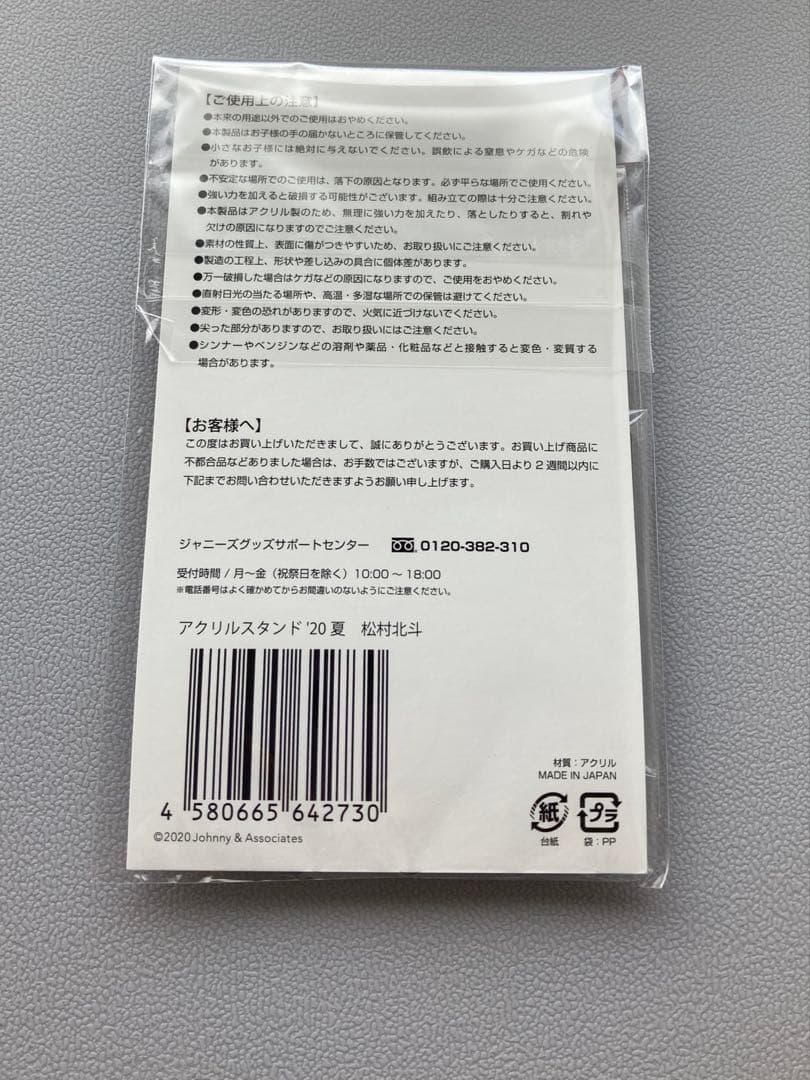 【ご使用上の注意】
●本来の用途以外でのご使用はおやめください。
●本製品はお子様の手の届かないところに保管してください。
●小さなお子様には絶対に与えないでください。誤飲による窒息やケガなどの危険
があります。
●不安定な場所でのご使用は、落下の原因となります。必ず平らな場所でご使用ください。
●強い力を加えると破損する可能性がございます。組み立ての際は十分ご注意ください。
●本製品はアクリル製のため、無理に強い力を加えたり、落としたりすると、割れや
欠けの原因になりますのでご注意ください。
●素材の性質上、表面に傷がつきやすいため、お取り扱いにご注意ください。
●製造の工程上、形状や差し込みの具合に個体差があります。
●万一破損した場合はケガなどの原因になりますので、ご使用をおやめください。
●直射日光の当たる場所や、高温・多湿な場所での保管は避けてください。
●変形・変色の恐れがありますので、火気に近づけないでください。
●尖った部分がありますので、お取り扱いにはご注意ください。
●シンナーやベンジンなどの溶剤や薬品・化粧品などと接触すると変色・変質する
場合があります。
【お客様へ】
この度はお買い上げいただきまして、誠にありがとうございます。お買い上げ商品に
不都合品などありました場合は、お手数ではございますが、ご購入日より2週間以内に
下記までお問い合わせいただきますようお願い申し上げます。
ジャニーズグッズサポートセンター 0120-382-310
受付時間 / 月〜金（祝祭日を除く）10:00 〜 18:00
※電話番号はよく確かめてからお間違いのないようにご注意ください。
アクリルスタンド '20 夏　松村北斗
4 580665 642730
©2020 Johnny & Associates
材質：アクリル
MADE IN JAPAN
紙 プラ
台紙 袋：PP